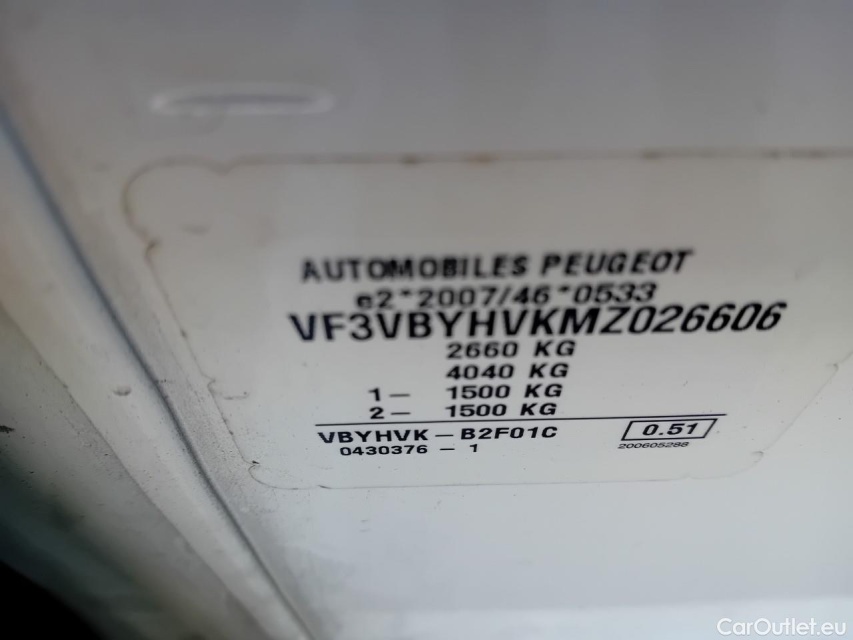 AUTOMOBILES PEUGEOT
e2*2007/46*0533
VF3VBYHVKMZ026606
2660 KG
4040 KG
1- 1500 KG
2- 1500 KG
VBYHVK-B2F01C 0.51
0430376 - 1 200605288
CarOutlet.eu